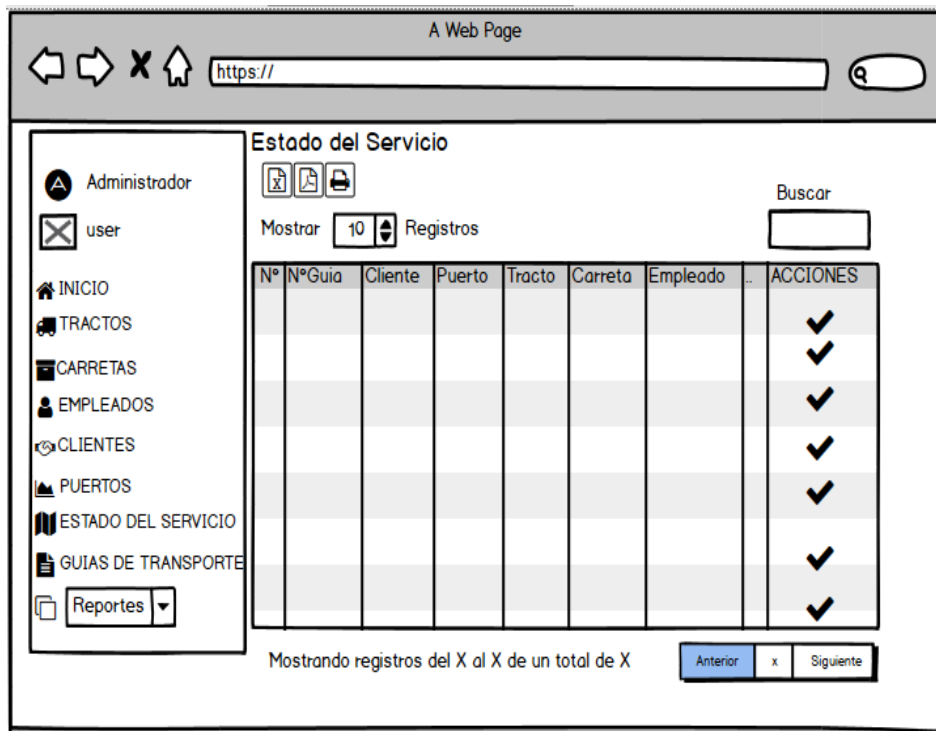 A Web Page
https://
Administrador
user
INICIO
TRACTOS
CARRETAS
EMPLEADOS
CLIENTES
PUERTOS
ESTADO DEL SERVICIO
GUIAS DE TRANSPORTE
Reportes
Estado del Servicio
Buscar
Mostrar 10 Registros
Nº NºGuia Cliente Puerto Tracto Carreta Empleado .. ACCIONES
Mostrando registros del X al X de un total de X
Anterior x Siguiente